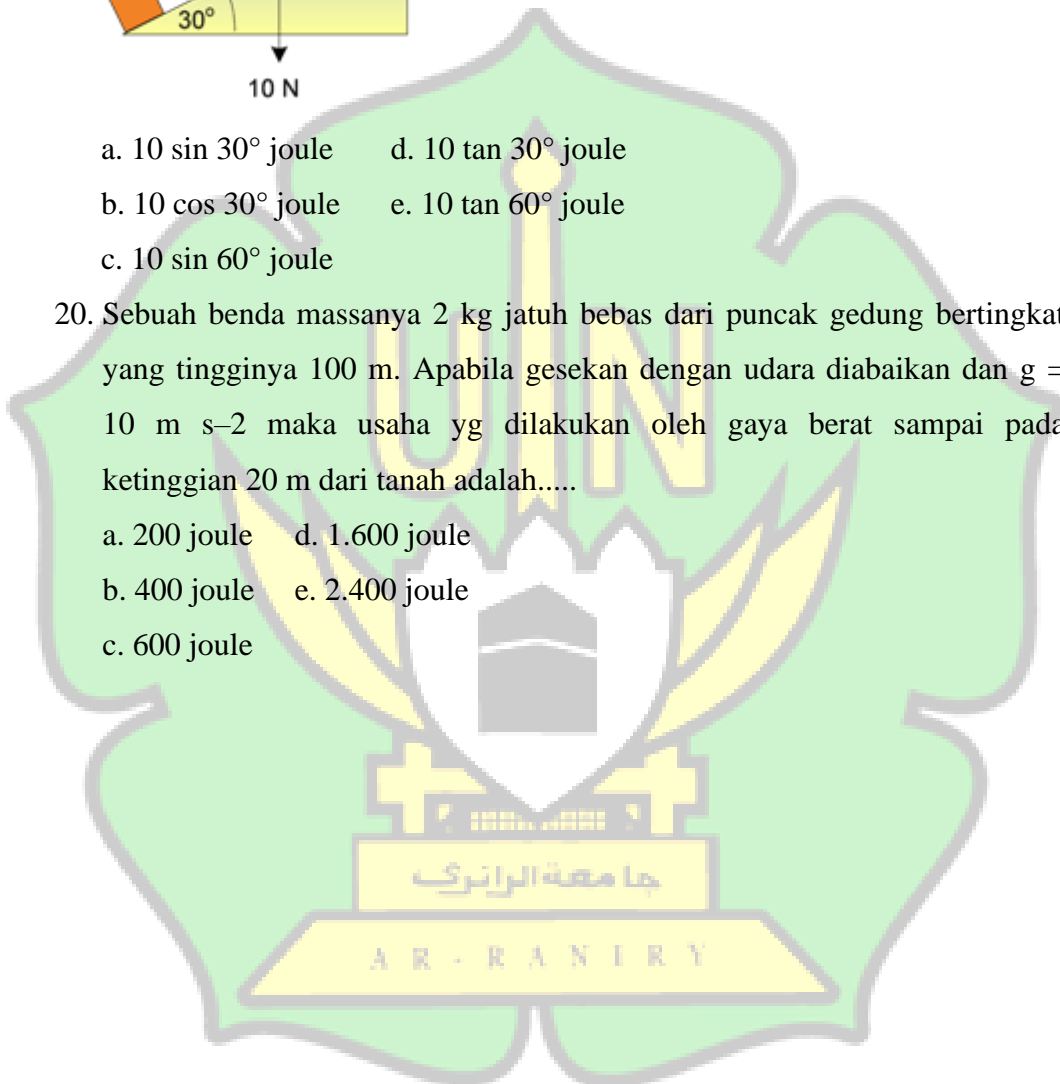 30°
10 N
a. 10 sin 30° joule d. 10 tan 30° joule
b. 10 cos 30° joule e. 10 tan 60° joule
c. 10 sin 60° joule
20. Sebuah benda massanya 2 kg jatuh bebas dari puncak gedung bertingkat
yang tingginya 100 m. Apabila gesekan dengan udara diabaikan dan g =
10 m s–2 maka usaha yg dilakukan oleh gaya berat sampai pada
ketinggian 20 m dari tanah adalah.....
a. 200 joule d. 1.600 joule
b. 400 joule e. 2.400 joule
c. 600 joule
UIN
جامعة الرانري
AR - RANIRY